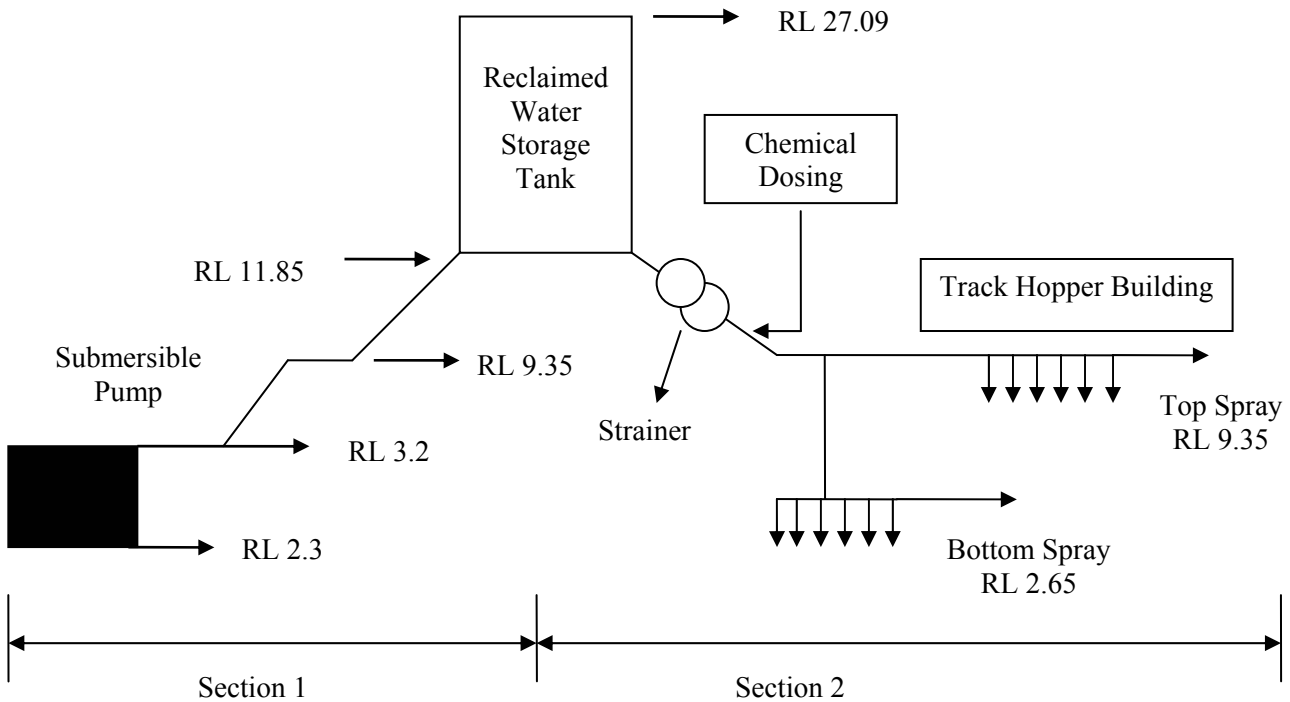 RL 27.09
Reclaimed
Water
Storage
Tank
Chemical
Dosing
RL 11.85
Track Hopper Building
Submersible
Pump
RL 9.35
Strainer
Top Spray
RL 9.35
RL 3.2
RL 2.3
Bottom Spray
RL 2.65
Section 1
Section 2